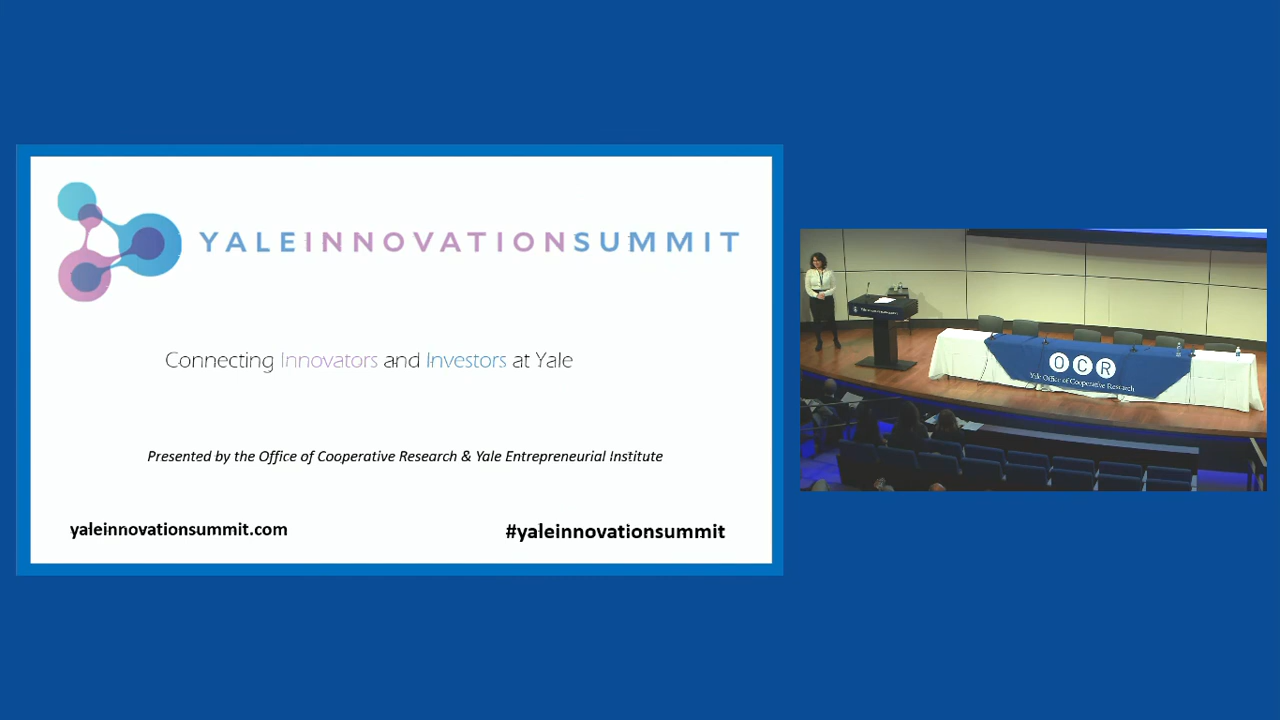 YALEINNOVATIONSUMMIT
Connecting Innovators and Investors at Yale
Presented by the Office of Cooperative Research & Yale Entrepreneurial Institute
yaleinnovationsummit.com
#yaleinnovationsummit
OCR
Yale Office of Cooperative Research